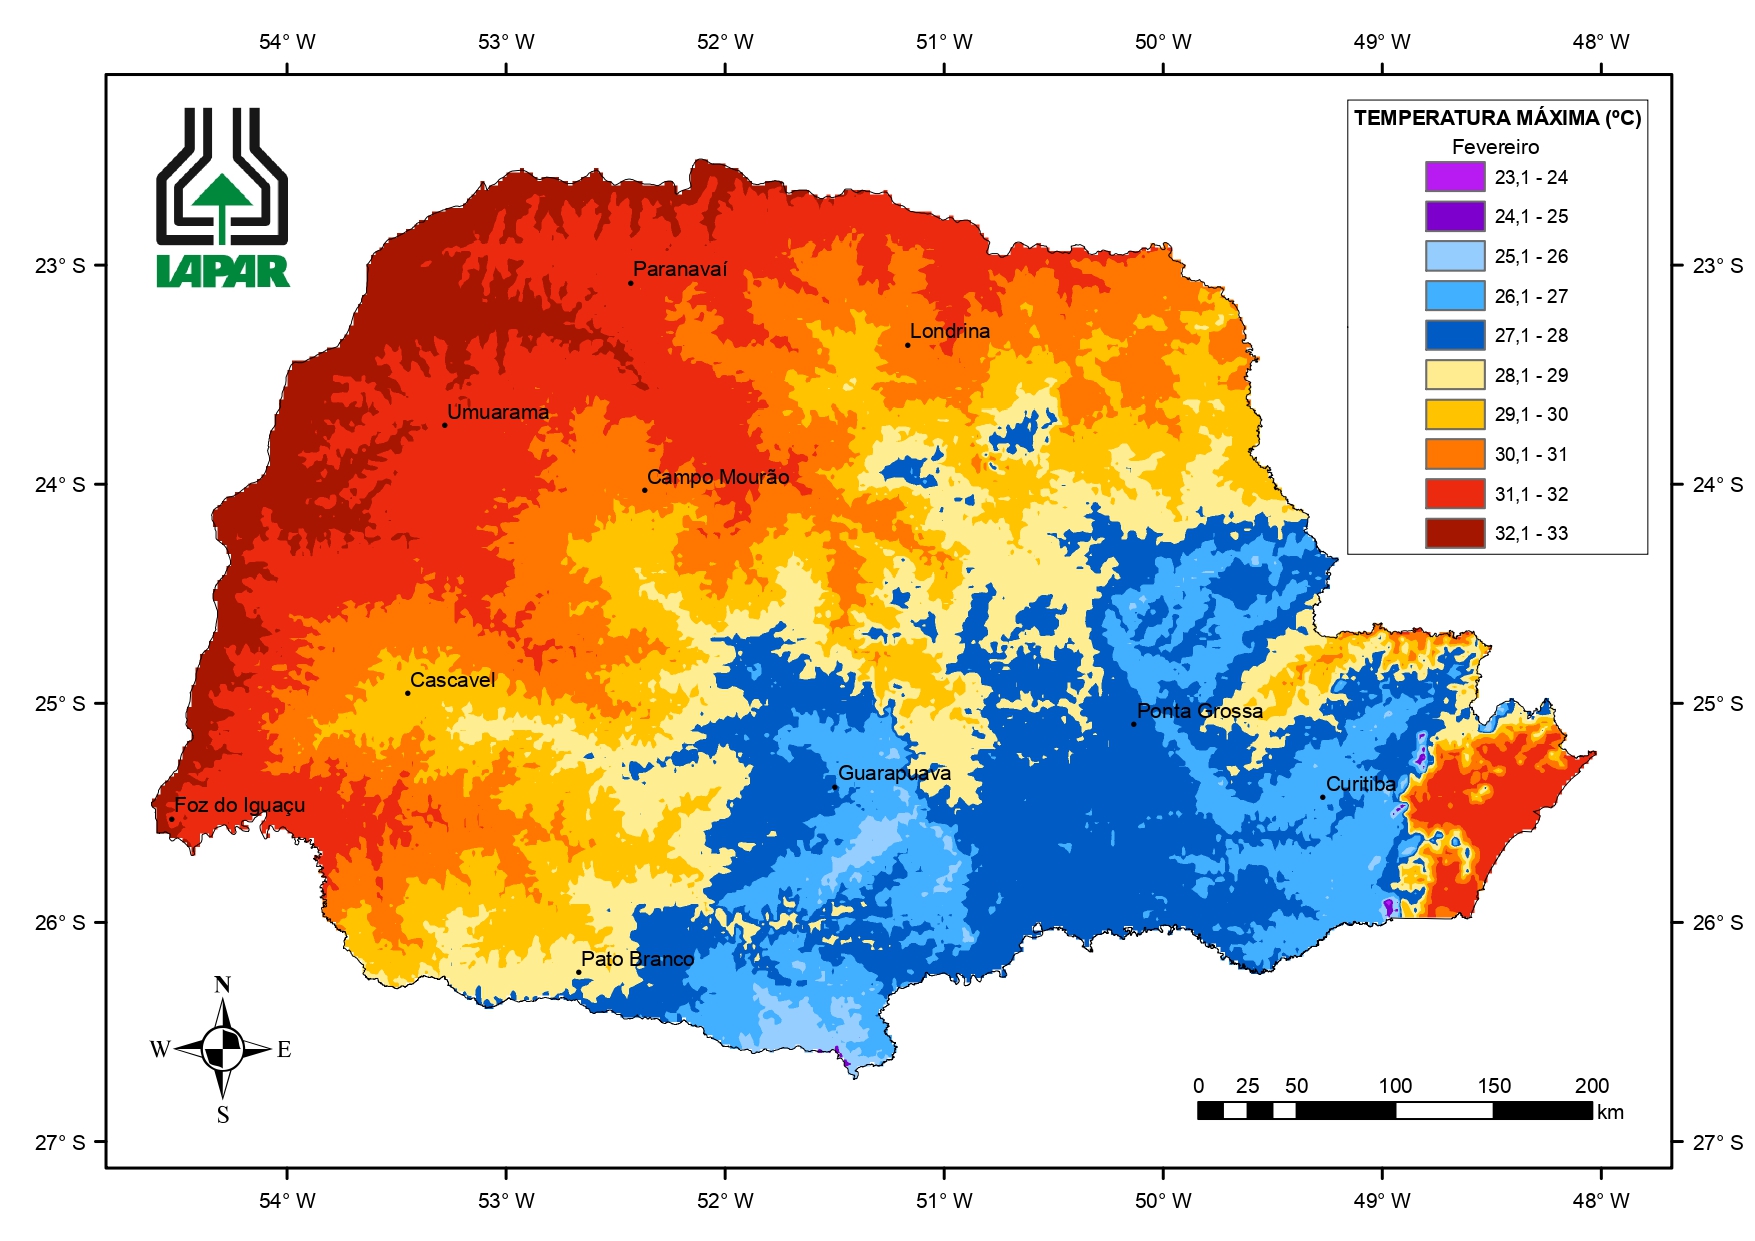 54° W 53° W 52° W 51° W 50° W 49° W 48° W
IAPAR
TEMPERATURA MÁXIMA (ºC)
Fevereiro
23,1 - 24
24,1 - 25
25,1 - 26
26,1 - 27
27,1 - 28
28,1 - 29
29,1 - 30
30,1 - 31
31,1 - 32
32,1 - 33
23° S 23° S
Paranavaí
Londrina
Umuarama
Campo Mourão
24° S 24° S
Cascavel
25° S 25° S
Ponta Grossa
Guarapuava
Curitiba
Foz do Iguaçu
26° S 26° S
Pato Branco
N
W E
S
0 25 50 100 150 200
km
27° S 27° S
54° W 53° W 52° W 51° W 50° W 49° W 48° W